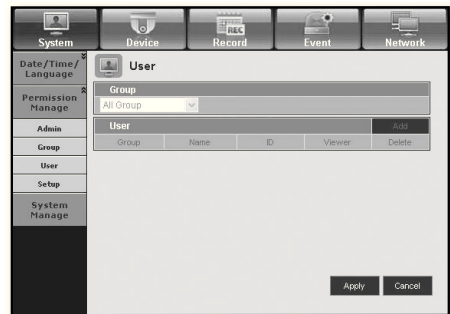 System
Device
Record
Event
Network
REC
Date/Time/
Language
Permission
Manage
Admin
Group
User
Setup
System
Manage
User
Group
All Group
User
Add
Group
Name
ID
Viewer
Delete
Apply
Cancel